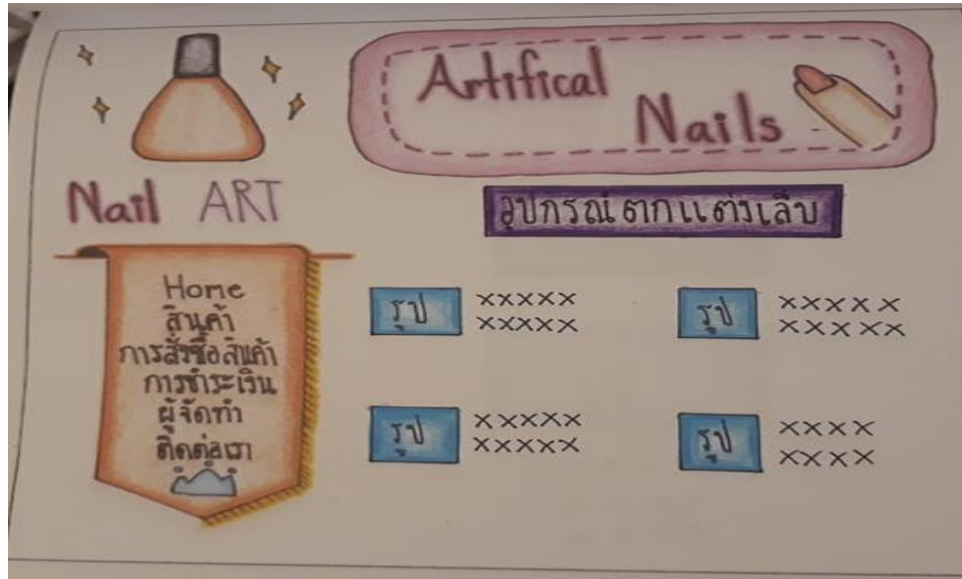 Artifical
Nails
Nail ART
อุปกรณ์ตกแต่งเล็บ
Home
สินค้า
การสั่งซื้อสินค้า
การชำระเงิน
ผู้จัดทำ
ติดต่อเรา
รูป xxxxx
xxxxx
รูป xxxxx
xxxxx
รูป xxxxx
xxxxx
รูป xxxx
xxxx